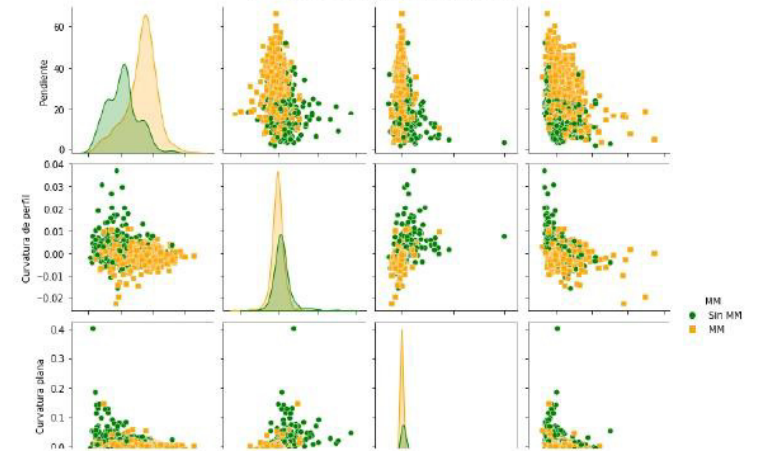 Pendiente
60
40
20
0
Curvatura de perfil
0.04
0.03
0.02
0.01
0.00
−0.01
−0.02
Curvatura plana
0.4
0.3
0.2
0.1
0.0
MM
Sin MM
MM